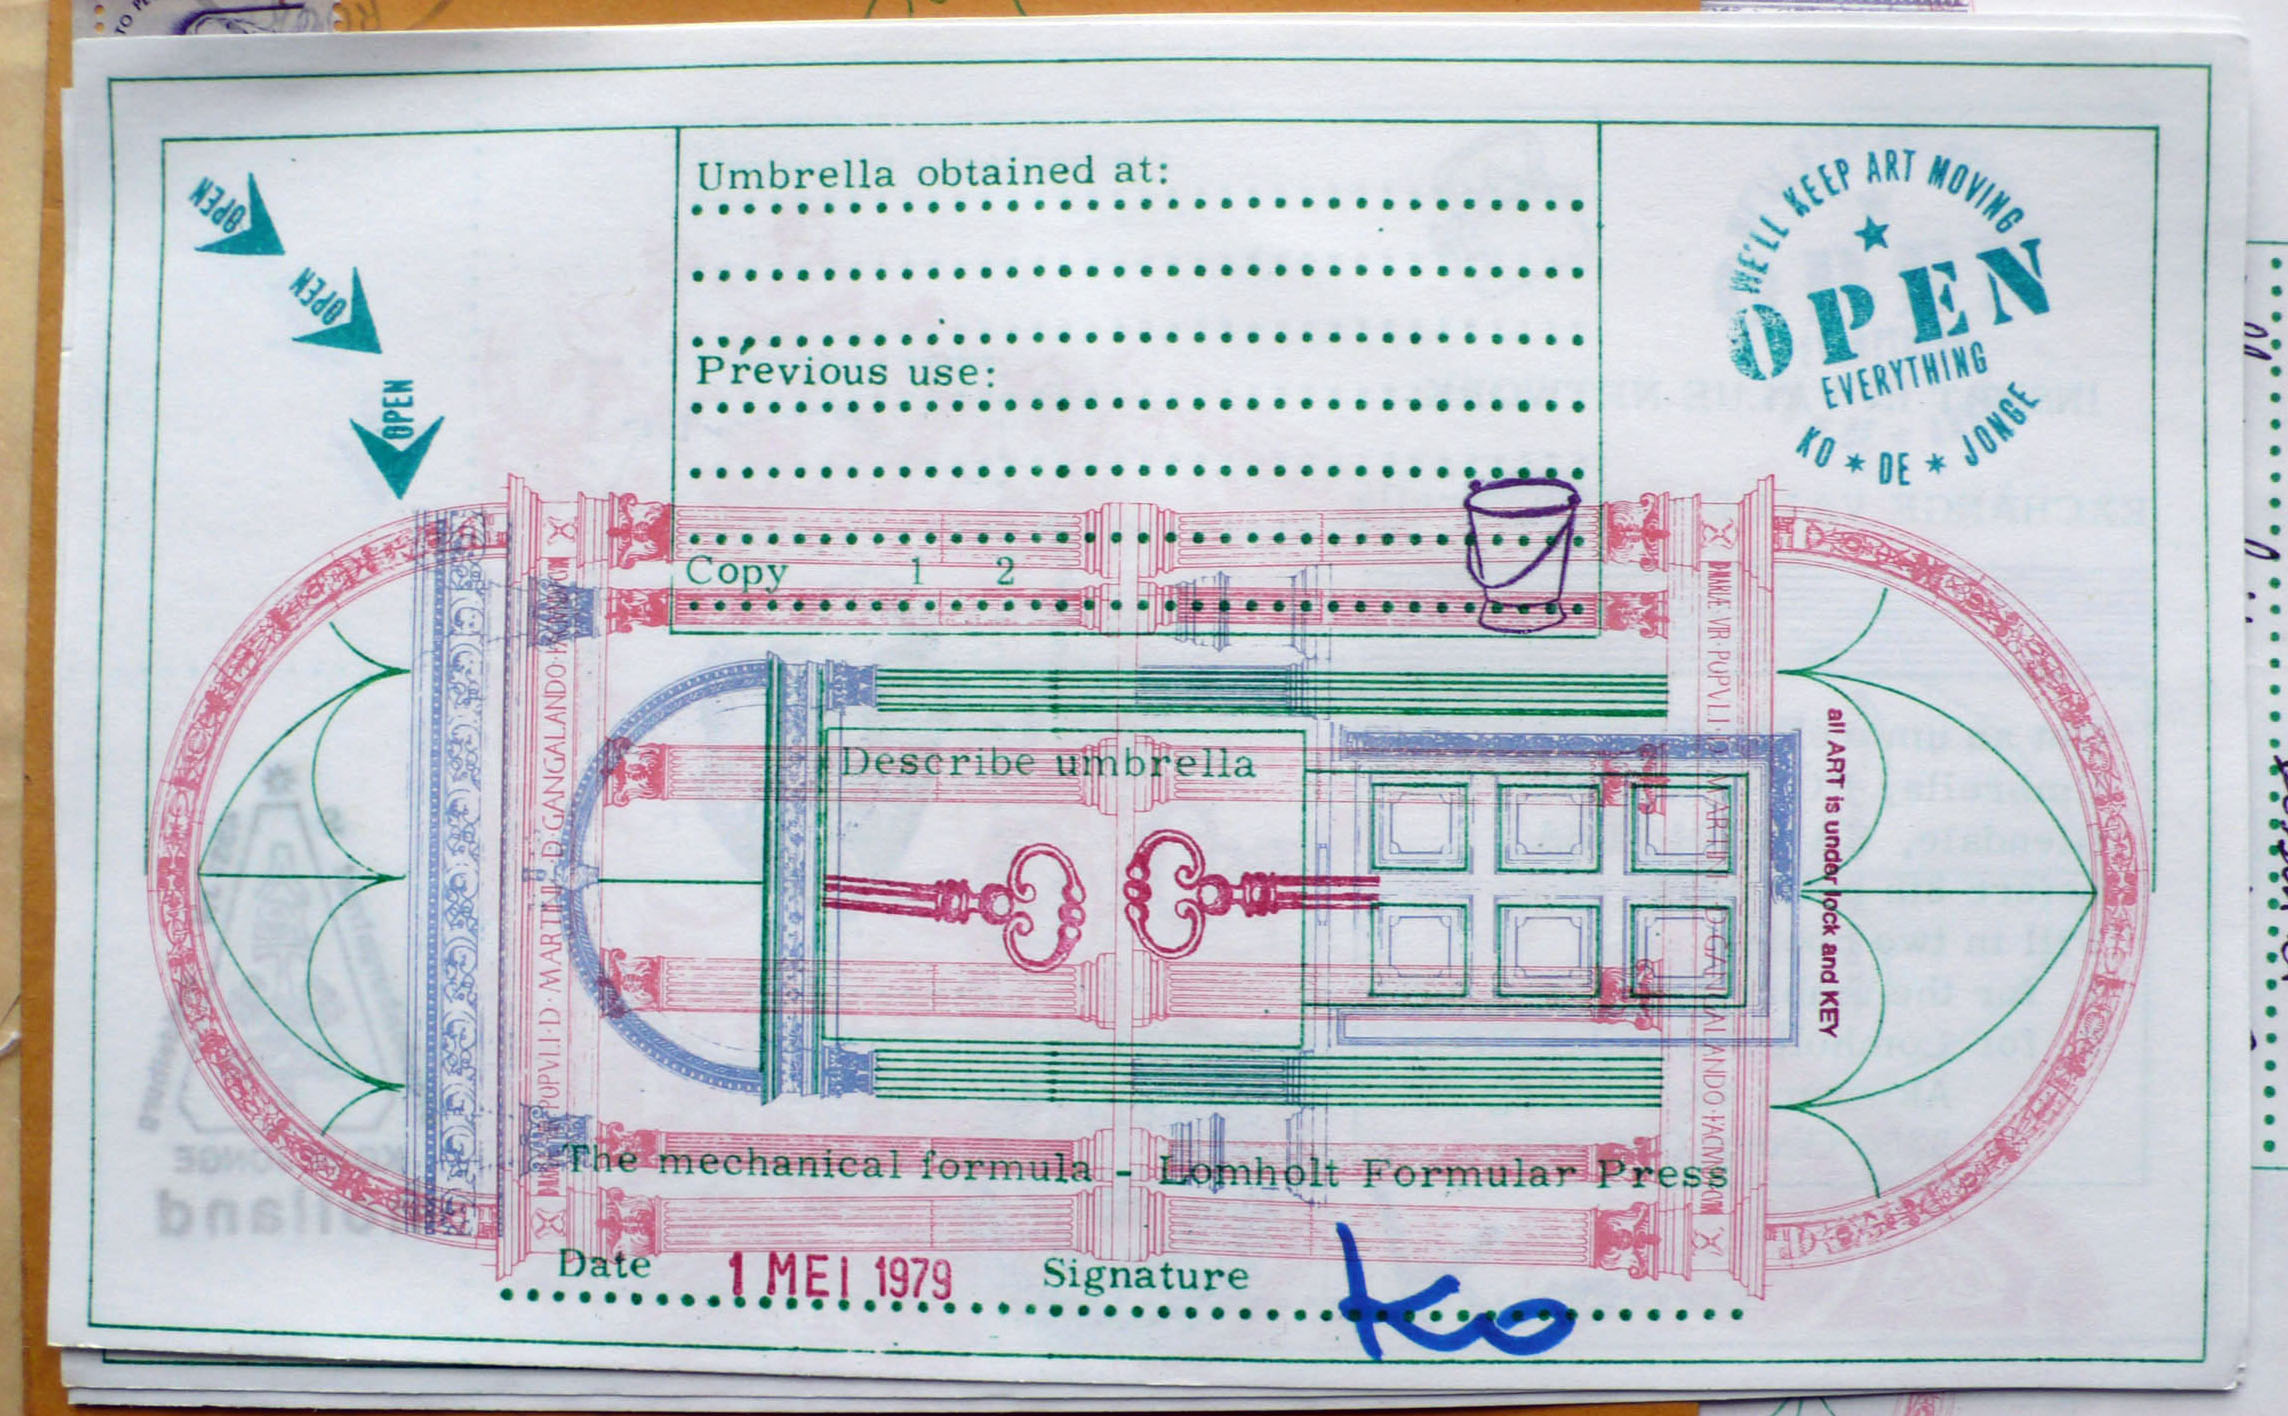 OPEN
OPEN
OPEN
Umbrella obtained at:
Previous use:
Copy 1 2
WE'LL KEEP ART MOVING
OPEN
EVERYTHING
KO * DE * JONGE
Describe umbrella
all ART is under lock and KEY
The mechanical formula - Lomholt Formular Press
Date 1 MEI 1979 Signature Ko